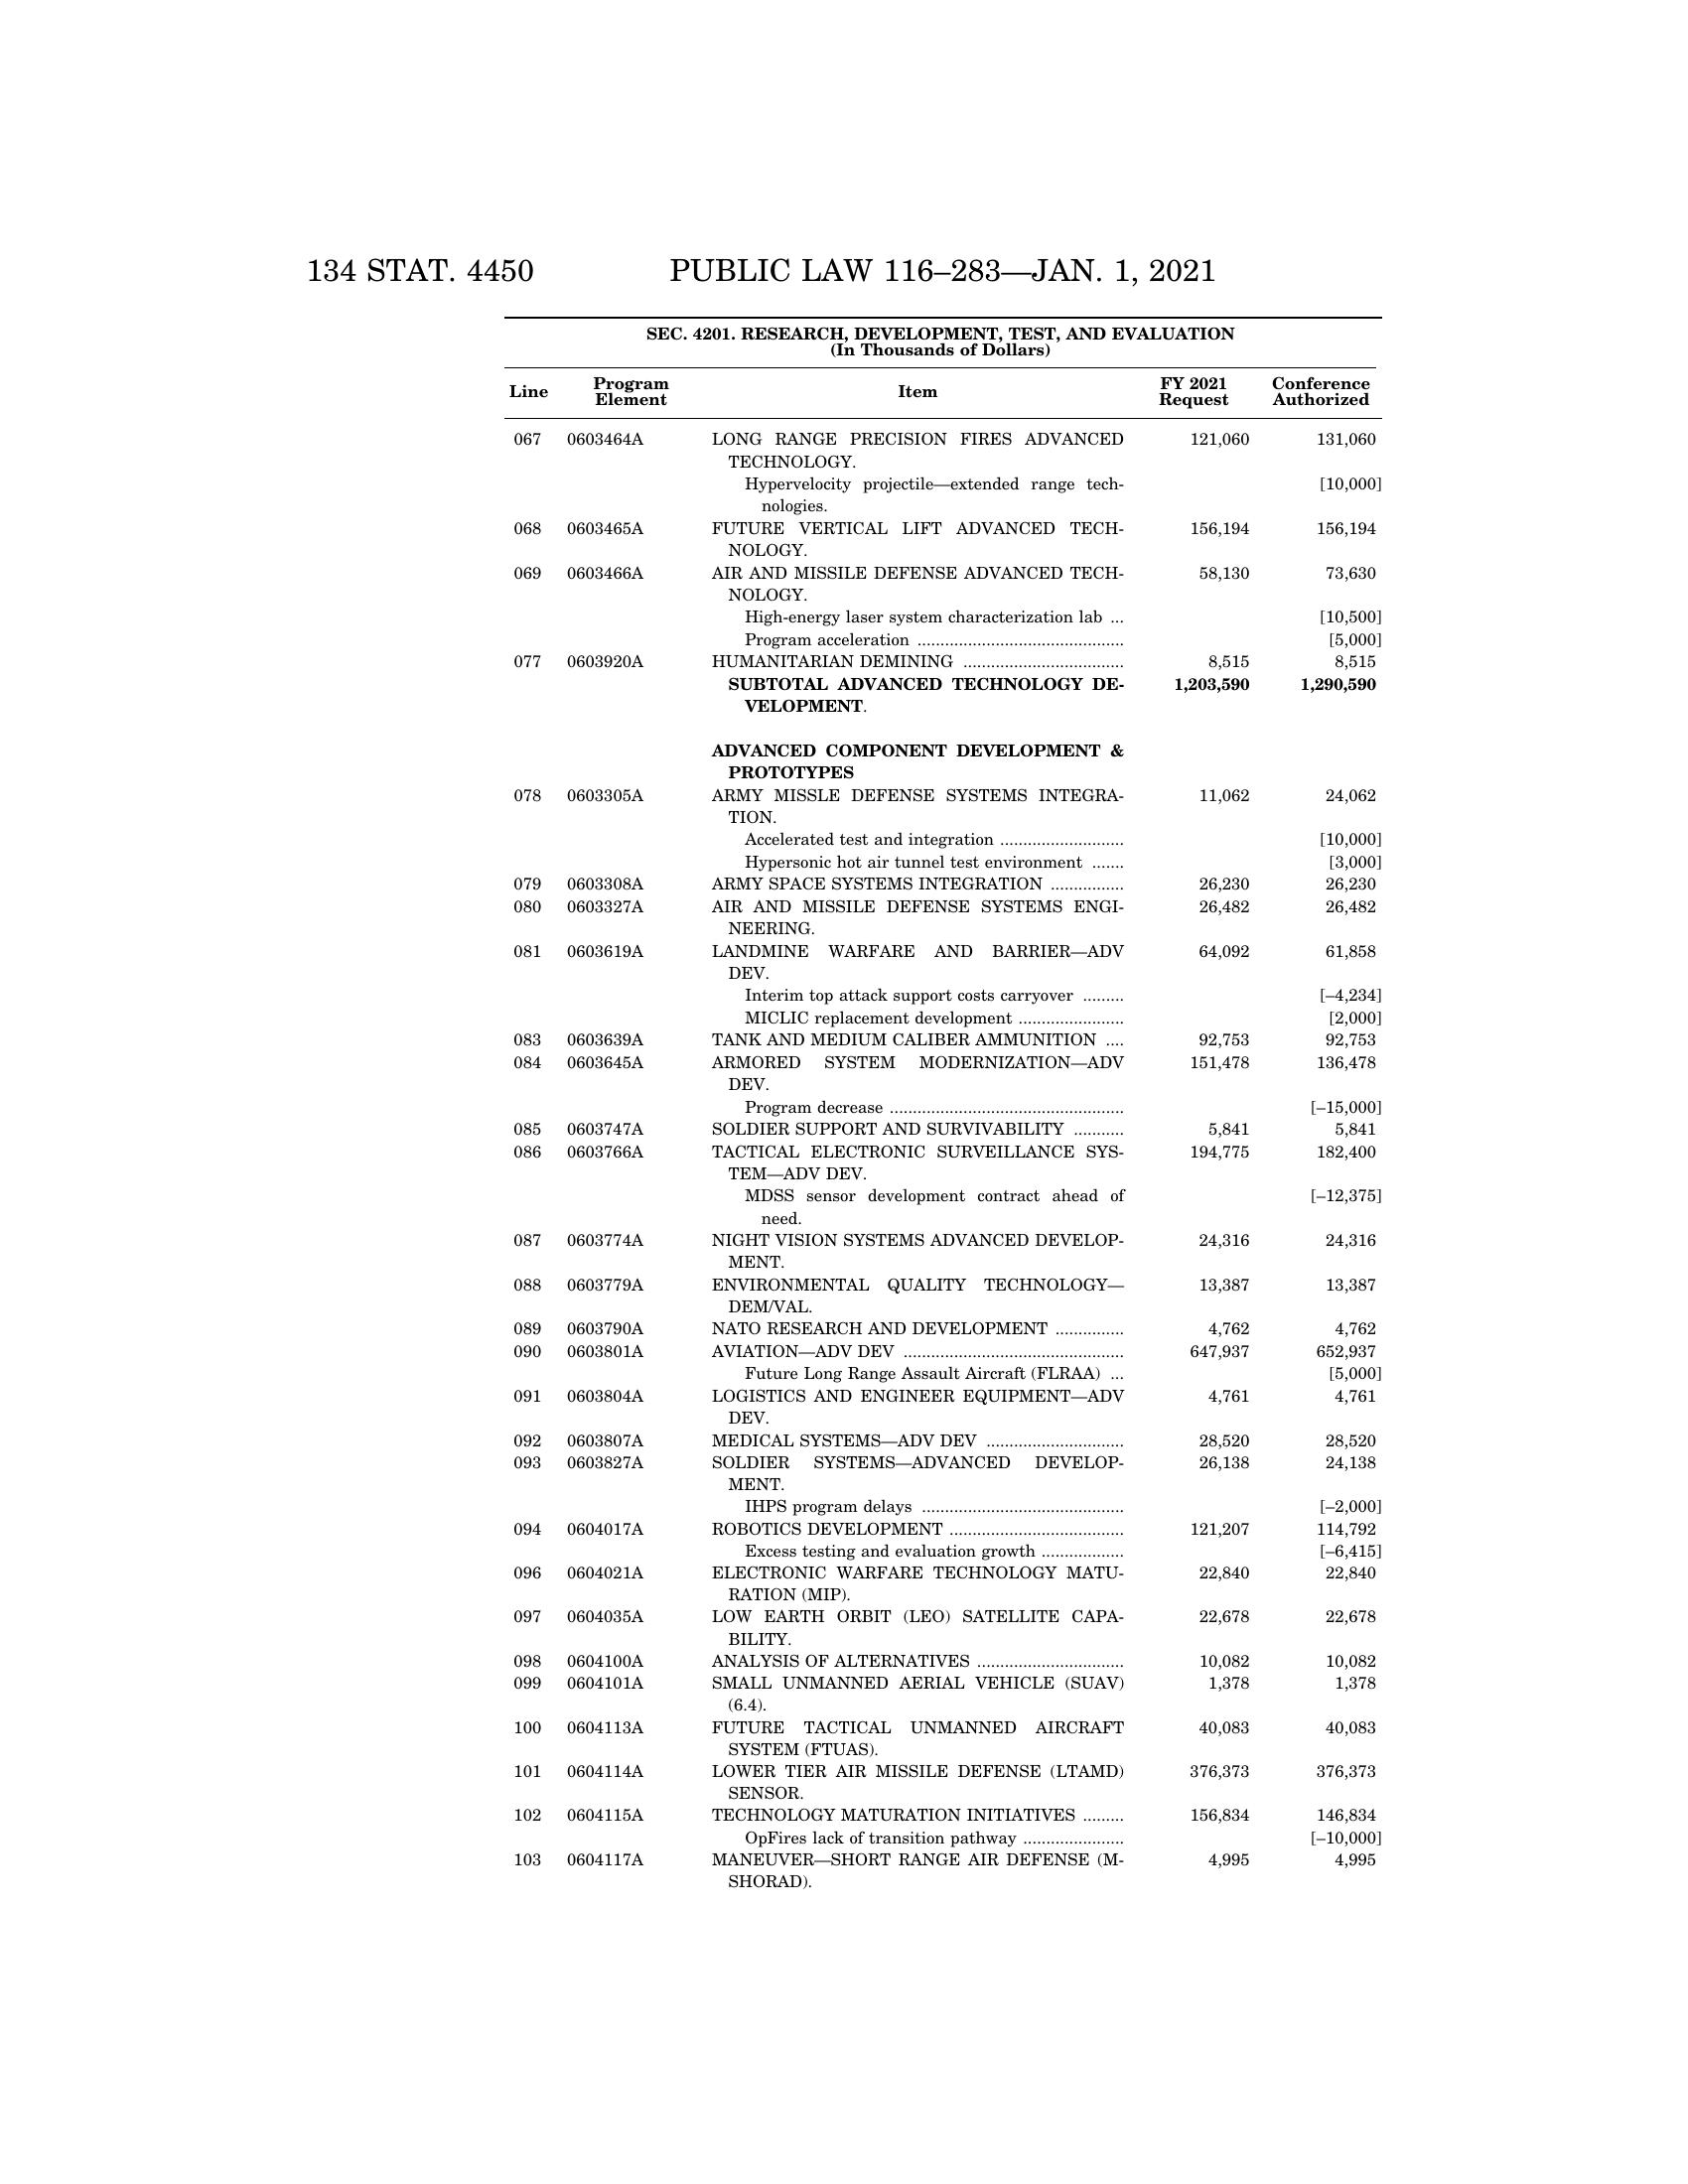 134 STAT. 4450 PUBLIC LAW 116–283—JAN. 1, 2021
SEC. 4201. RESEARCH, DEVELOPMENT, TEST, AND EVALUATION
(In Thousands of Dollars)
Line Program Element Item FY 2021 Request Conference Authorized
067 0603464A LONG RANGE PRECISION FIRES ADVANCED 121,060 131,060
TECHNOLOGY.
Hypervelocity projectile—extended range tech- [10,000]
nologies.
068 0603465A FUTURE VERTICAL LIFT ADVANCED TECH- 156,194 156,194
NOLOGY.
069 0603466A AIR AND MISSILE DEFENSE ADVANCED TECH- 58,130 73,630
NOLOGY.
High-energy laser system characterization lab ... [10,500]
Program acceleration ............................................. [5,000]
077 0603920A HUMANITARIAN DEMINING ................................... 8,515 8,515
SUBTOTAL ADVANCED TECHNOLOGY DE- 1,203,590 1,290,590
VELOPMENT.
ADVANCED COMPONENT DEVELOPMENT &
PROTOTYPES
078 0603305A ARMY MISSLE DEFENSE SYSTEMS INTEGRA- 11,062 24,062
TION.
Accelerated test and integration ........................... [10,000]
Hypersonic hot air tunnel test environment ....... [3,000]
079 0603308A ARMY SPACE SYSTEMS INTEGRATION ................ 26,230 26,230
080 0603327A AIR AND MISSILE DEFENSE SYSTEMS ENGI- 26,482 26,482
NEERING.
081 0603619A LANDMINE WARFARE AND BARRIER—ADV 64,092 61,858
DEV.
Interim top attack support costs carryover ......... [–4,234]
MICLIC replacement development ....................... [2,000]
083 0603639A TANK AND MEDIUM CALIBER AMMUNITION .... 92,753 92,753
084 0603645A ARMORED SYSTEM MODERNIZATION—ADV 151,478 136,478
DEV.
Program decrease ................................................... [–15,000]
085 0603747A SOLDIER SUPPORT AND SURVIVABILITY ........... 5,841 5,841
086 0603766A TACTICAL ELECTRONIC SURVEILLANCE SYS- 194,775 182,400
TEM—ADV DEV.
MDSS sensor development contract ahead of [–12,375]
need.
087 0603774A NIGHT VISION SYSTEMS ADVANCED DEVELOP- 24,316 24,316
MENT.
088 0603779A ENVIRONMENTAL QUALITY TECHNOLOGY— 13,387 13,387
DEM/VAL.
089 0603790A NATO RESEARCH AND DEVELOPMENT ............... 4,762 4,762
090 0603801A AVIATION—ADV DEV ................................................ 647,937 652,937
Future Long Range Assault Aircraft (FLRAA) ... [5,000]
091 0603804A LOGISTICS AND ENGINEER EQUIPMENT—ADV 4,761 4,761
DEV.
092 0603807A MEDICAL SYSTEMS—ADV DEV .............................. 28,520 28,520
093 0603827A SOLDIER SYSTEMS—ADVANCED DEVELOP- 26,138 24,138
MENT.
IHPS program delays ............................................ [–2,000]
094 0604017A ROBOTICS DEVELOPMENT ...................................... 121,207 114,792
Excess testing and evaluation growth .................. [–6,415]
096 0604021A ELECTRONIC WARFARE TECHNOLOGY MATU- 22,840 22,840
RATION (MIP).
097 0604035A LOW EARTH ORBIT (LEO) SATELLITE CAPA- 22,678 22,678
BILITY.
098 0604100A ANALYSIS OF ALTERNATIVES ................................ 10,082 10,082
099 0604101A SMALL UNMANNED AERIAL VEHICLE (SUAV) 1,378 1,378
(6.4).
100 0604113A FUTURE TACTICAL UNMANNED AIRCRAFT 40,083 40,083
SYSTEM (FTUAS).
101 0604114A LOWER TIER AIR MISSILE DEFENSE (LTAMD) 376,373 376,373
SENSOR.
102 0604115A TECHNOLOGY MATURATION INITIATIVES ......... 156,834 146,834
OpFires lack of transition pathway ...................... [–10,000]
103 0604117A MANEUVER—SHORT RANGE AIR DEFENSE (M- 4,995 4,995
SHORAD).